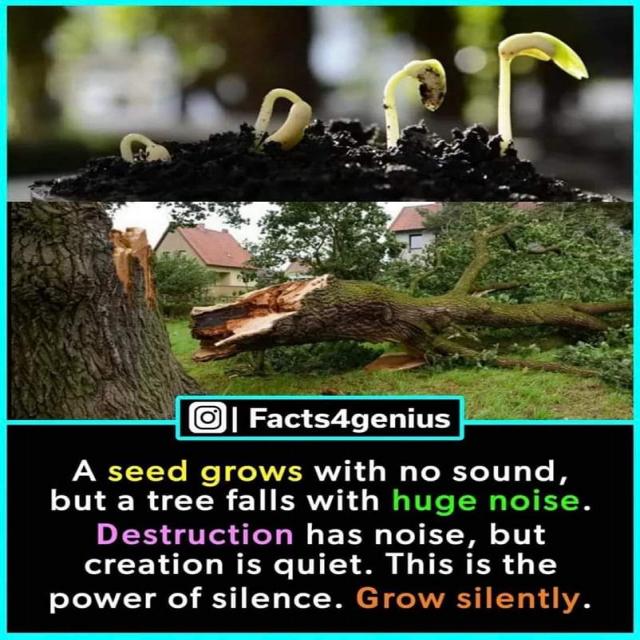 | Facts4genius
A seed grows with no sound,
but a tree falls with huge noise.
Destruction has noise, but
creation is quiet. This is the
power of silence. Grow silently.